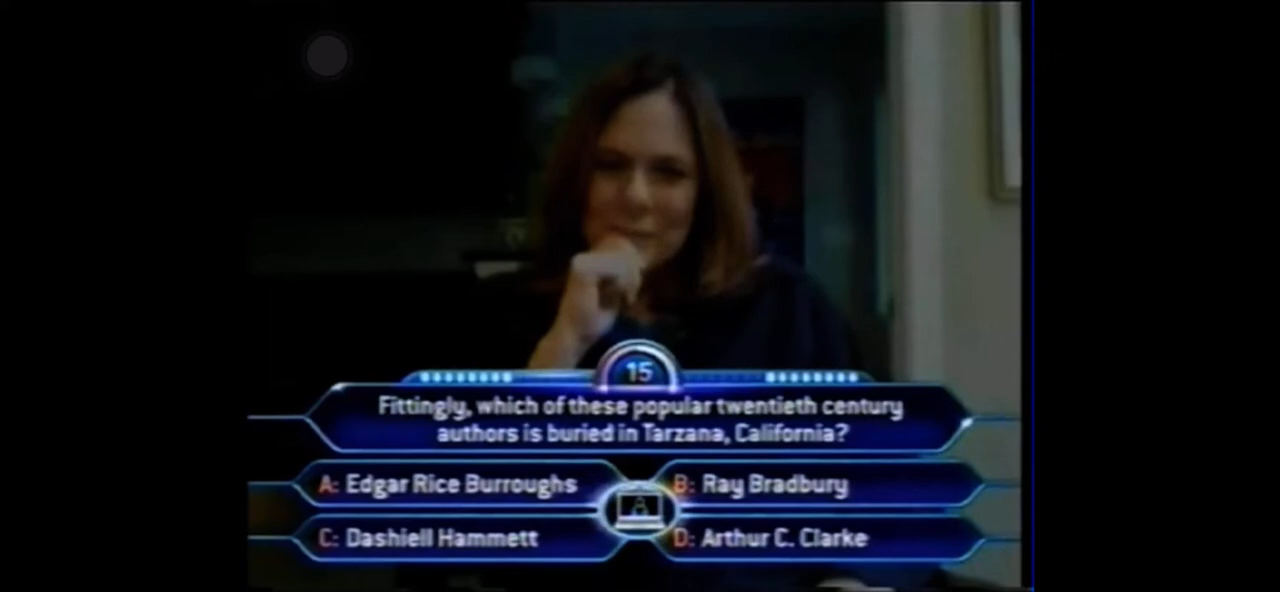 15
Fittingly, which of these popular twentieth century
authors is buried in Tarzana, California?
A: Edgar Rice Burroughs
B: Ray Bradbury
C: Dashiell Hammett
D: Arthur C. Clarke